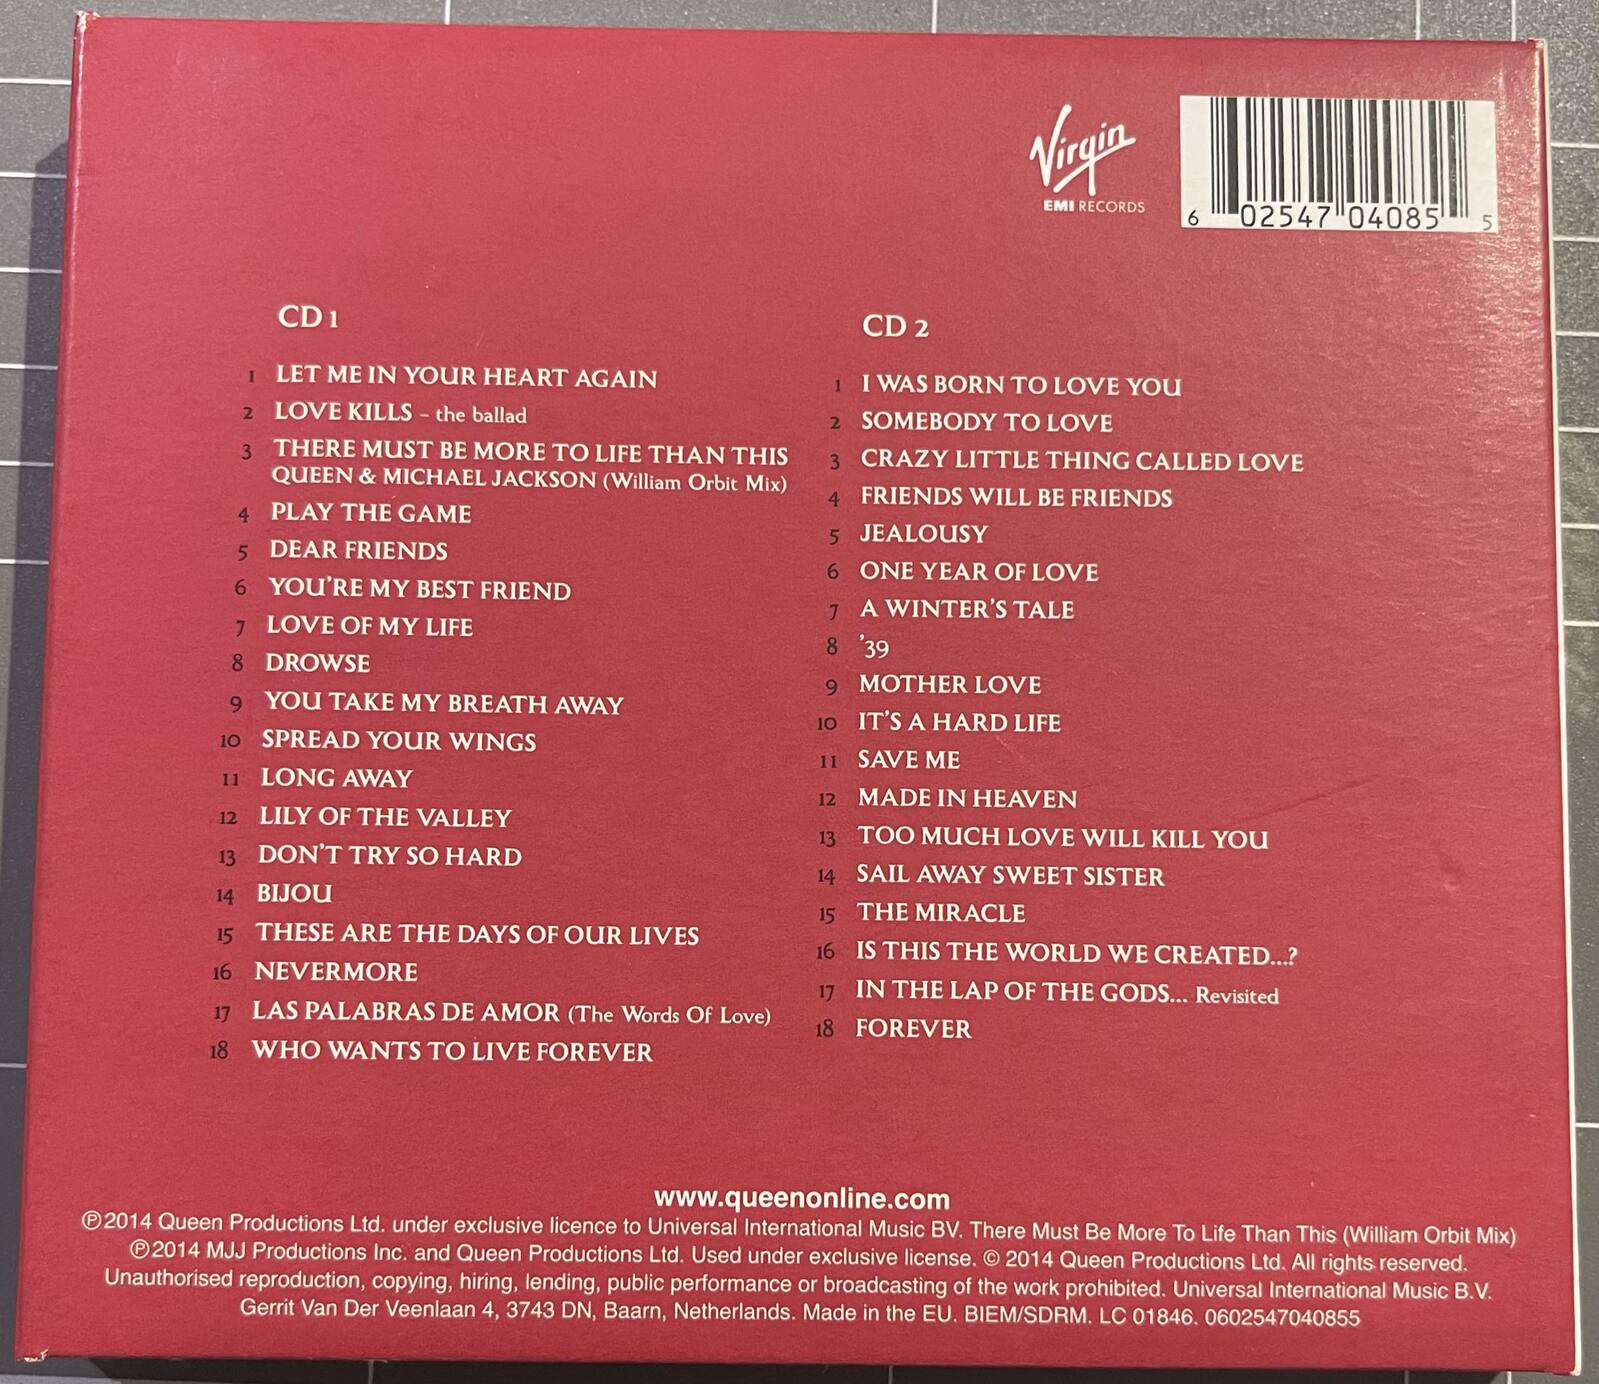 Virgin
EMI RECORDS
6 02547 04085 5
CD 1
1 LET ME IN YOUR HEART AGAIN
2 LOVE KILLS – the ballad
3 THERE MUST BE MORE TO LIFE THAN THIS
QUEEN & MICHAEL JACKSON (William Orbit Mix)
4 PLAY THE GAME
5 DEAR FRIENDS
6 YOU'RE MY BEST FRIEND
7 LOVE OF MY LIFE
8 DROWSE
9 YOU TAKE MY BREATH AWAY
10 SPREAD YOUR WINGS
11 LONG AWAY
12 LILY OF THE VALLEY
13 DON'T TRY SO HARD
14 BIJOU
15 THESE ARE THE DAYS OF OUR LIVES
16 NEVERMORE
17 LAS PALABRAS DE AMOR (The Words Of Love)
18 WHO WANTS TO LIVE FOREVER
CD 2
1 I WAS BORN TO LOVE YOU
2 SOMEBODY TO LOVE
3 CRAZY LITTLE THING CALLED LOVE
4 FRIENDS WILL BE FRIENDS
5 JEALOUSY
6 ONE YEAR OF LOVE
7 A WINTER'S TALE
8 '39
9 MOTHER LOVE
10 IT'S A HARD LIFE
11 SAVE ME
12 MADE IN HEAVEN
13 TOO MUCH LOVE WILL KILL YOU
14 SAIL AWAY SWEET SISTER
15 THE MIRACLE
16 IS THIS THE WORLD WE CREATED...?
17 IN THE LAP OF THE GODS... Revisited
18 FOREVER
www.queenonline.com
℗2014 Queen Productions Ltd. under exclusive licence to Universal International Music BV. There Must Be More To Life Than This (William Orbit Mix)
℗2014 MJJ Productions Inc. and Queen Productions Ltd. Used under exclusive license. © 2014 Queen Productions Ltd. All rights reserved.
Unauthorised reproduction, copying, hiring, lending, public performance or broadcasting of the work prohibited. Universal International Music B.V.
Gerrit Van Der Veenlaan 4, 3743 DN, Baarn, Netherlands. Made in the EU. BIEM/SDRM. LC 01846. 0602547040855